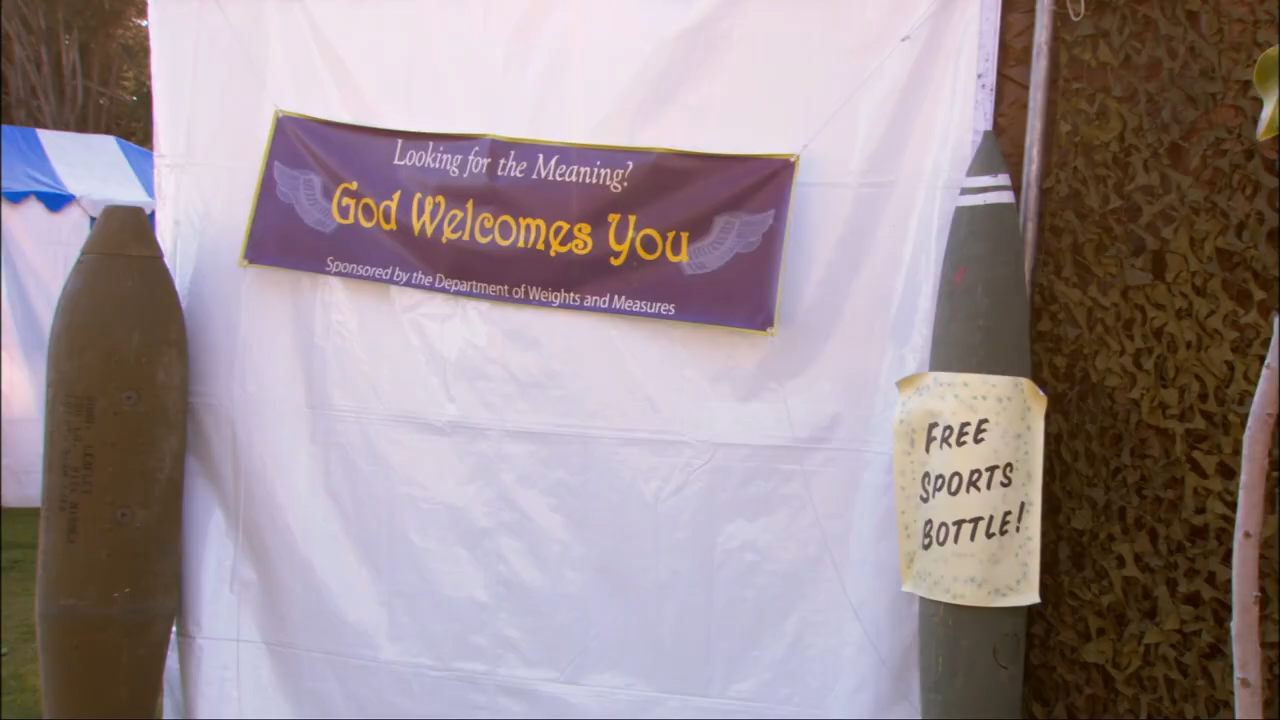 Looking for the Meaning?
God Welcomes You
Sponsored by the Department of Weights and Measures
FREE
SPORTS
BOTTLE!